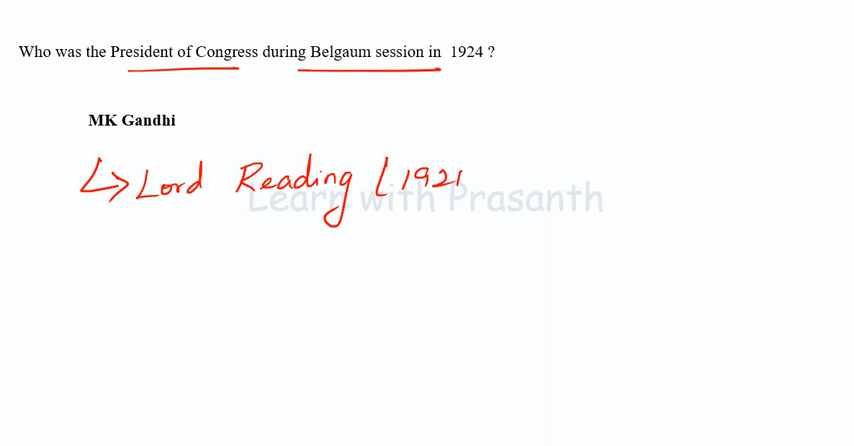 Who was the President of Congress during Belgaum session in 1924 ?
MK Gandhi
↳ Lord Reading ( 1921
Learn with Prasanth